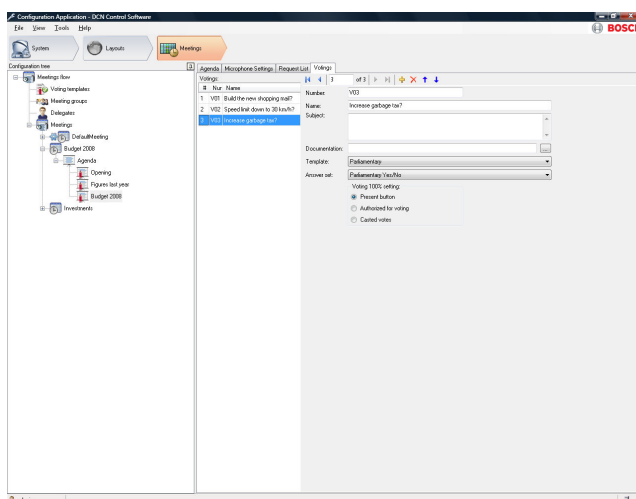 Configuration Application - DCN Control Software
File View Tools Help
BOSCH
System Layouts Meetings
Configuration tree
Meetings flow
Voting templates
Meeting groups
Delegates
Meetings
DefaultMeeting
Budget 2008
Agenda
Opening
Figures last year
Budget 2008
Investments
Agenda Microphone Settings Request List Votings
Votings:
# Nur Name
1 V01 Build the new shopping mall?
2 V02 Speed limit down to 30 km/h?
3 V03 Increase garbage tax?
3 of 3
Number: V03
Name: Increase garbage tax?
Subject:
Documentation: ...
Template: Parliamentary
Answer set: Parliamentary Yes/No
Voting 100% setting:
Present button
Authorized for voting
Casted votes